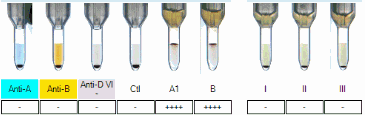 Anti-A Anti-B Anti-D VI Ctl A1 B I II III
-
- - - - ++++ ++++ - - -